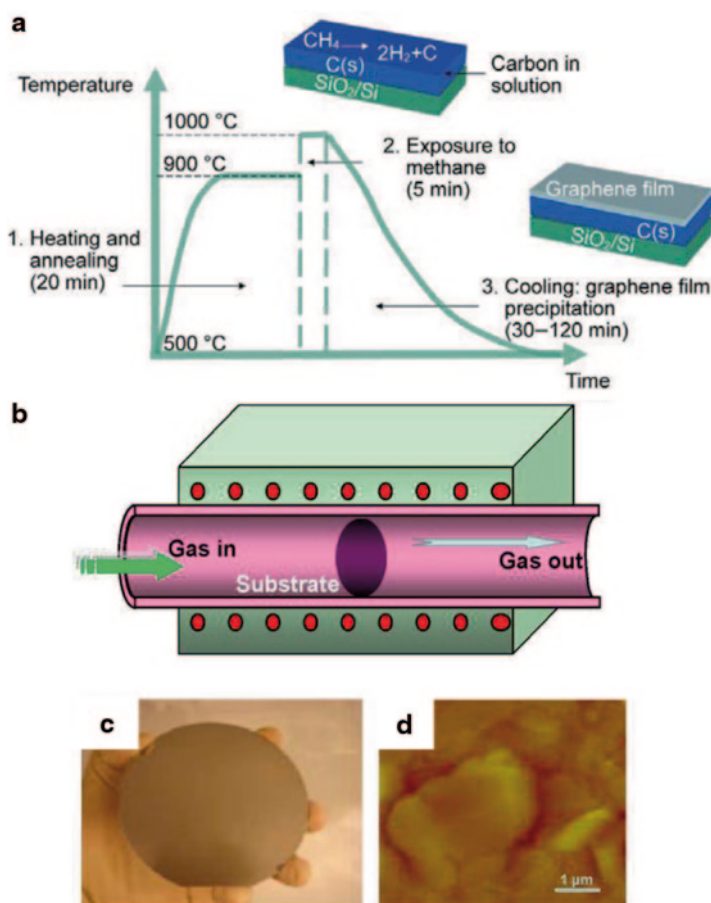 a
CH₄ → 2H₂+C
C(s)
SiO₂/Si
Carbon in
solution
Temperature
1000 °C
900 °C
2. Exposure to
methane
(5 min)
Graphene film
C(s)
SiO₂/Si
1. Heating and
annealing
(20 min)
3. Cooling: graphene film
precipitation
(30–120 min)
500 °C
Time
b
Gas in
Substrate
Gas out
c
d
1 µm